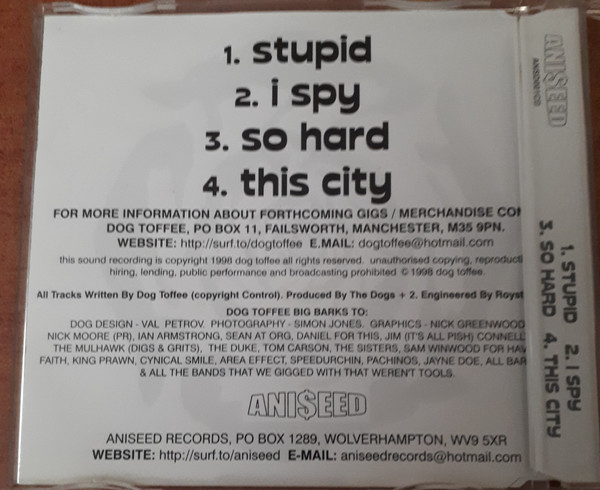 1. stupid
2. i spy
3. so hard
4. this city
FOR MORE INFORMATION ABOUT FORTHCOMING GIGS / MERCHANDISE
DOG TOFFEE, PO BOX 11, FAILSWORTH, MANCHESTER, M35 9PN.
WEBSITE: http://surf.to/dogtoffee E.MAIL: dogtoffee@hotmail.com
this sound recording is copyright 1998 dog toffee all rights reserved. unauthorised copying,
hiring, lending, public performance and broadcasting prohibited © 1998 dog toffee.
All Tracks Written By Dog Toffee (copyright Control). Produced By The Dogs + 2. Engineered By
DOG TOFFEE BIG BARKS TO:
DOG DESIGN - VAL PETROV. PHOTOGRAPHY - SIMON JONES. GRAPHICS - NICK GREENWOOD
NICK MOORE (PR), IAN ARMSTRONG, SEAN AT ORG, DANIEL FOR THIS, JIM (IT'S ALL PISH)
THE MULHAWK (DIGS & GRITS), THE DUKE, TOM CARSON, THE SISTERS, SAM WINWOOD FOR
FAITH, KING PRAWN, CYNICAL SMILE, AREA EFFECT, SPEEDURCHIN, PACHINOS, JAYNE DOE, ALL
& ALL THE BANDS THAT WE GIGGED WITH THAT WEREN'T TOOLS.
ANI$EED
ANISEED RECORDS, PO BOX 1289, WOLVERHAMPTON, WV9 5XR
WEBSITE: http://surf.to/aniseed E-MAIL: aniseedrecords@hotmail.com
ANI$EED
1. STUPID 2. I SPY
3. SO HARD 4. THIS CITY